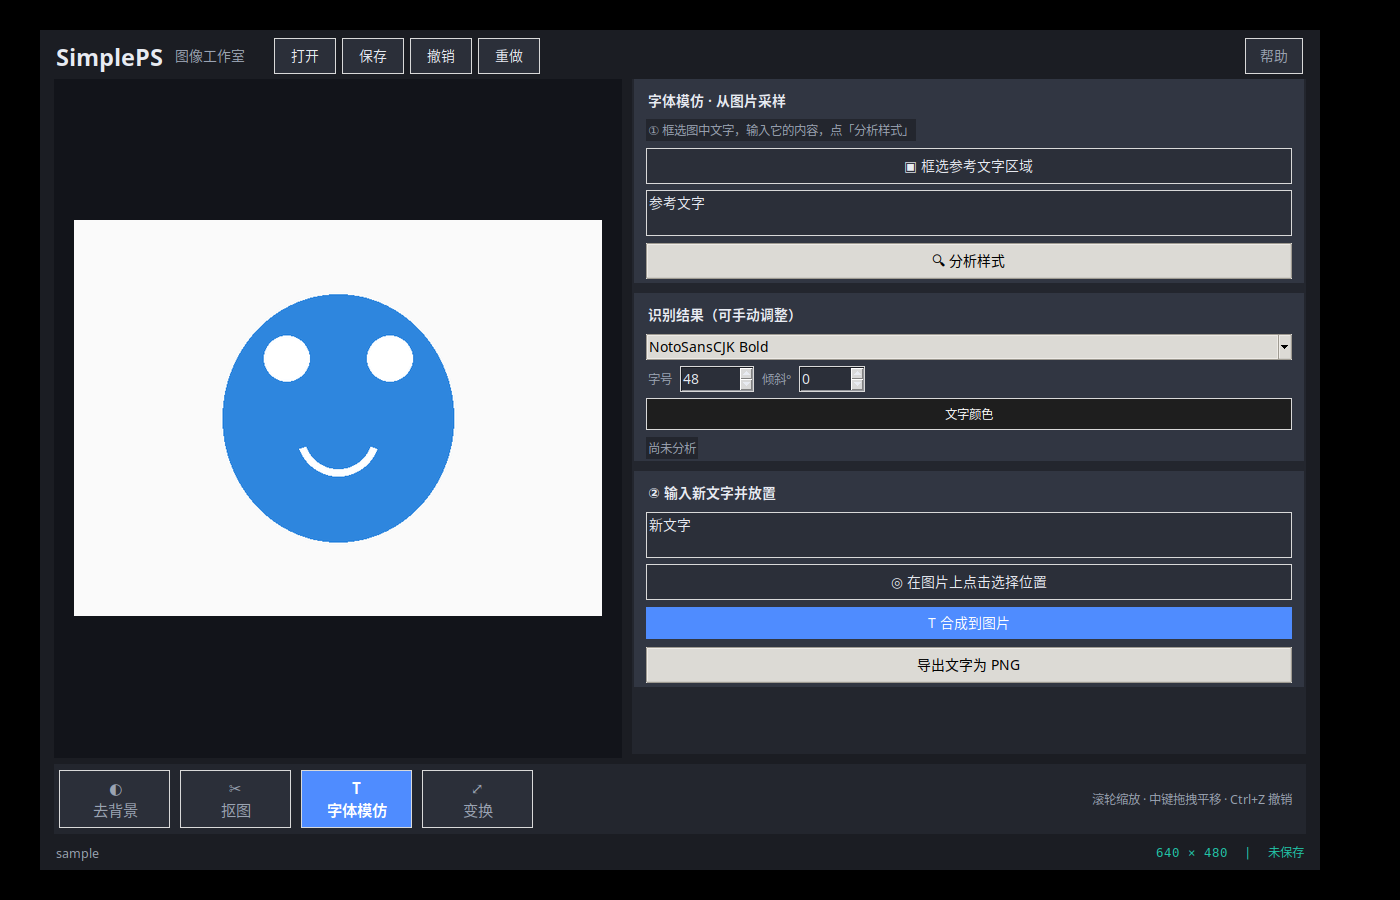 SimplePS 图像工作室 打开 保存 撤销 重做 帮助
字体模仿 · 从图片采样
① 框选图中文字，输入它的内容，点「分析样式」
▣ 框选参考文字区域
参考文字
🔍 分析样式
识别结果（可手动调整）
NotoSansCJK Bold
字号 48 倾斜° 0
文字颜色
尚未分析
② 输入新文字并放置
新文字
◎ 在图片上点击选择位置
T 合成到图片
导出文字为 PNG
◐ ✂ T ⤢
去背景 抠图 字体模仿 变换
滚轮缩放 · 中键拖拽平移 · Ctrl+Z 撤销
sample 640 × 480 | 未保存